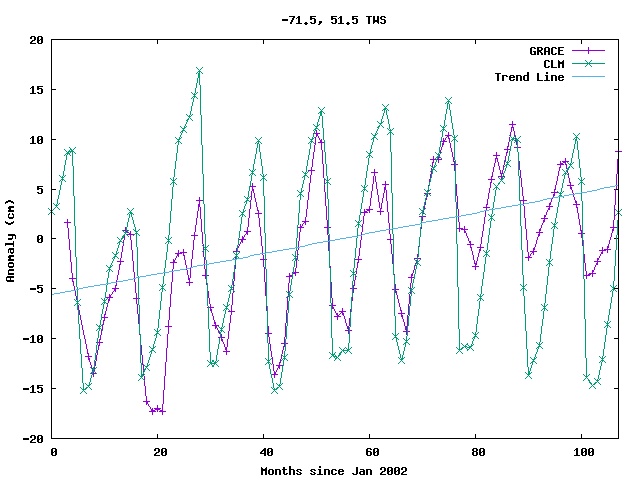 -71.5, 51.5 TWS
GRACE
CLM
Trend Line
20
15
10
5
0
-5
-10
-15
-20
Anomaly (cm)
0 20 40 60 80 100
Months since Jan 2002